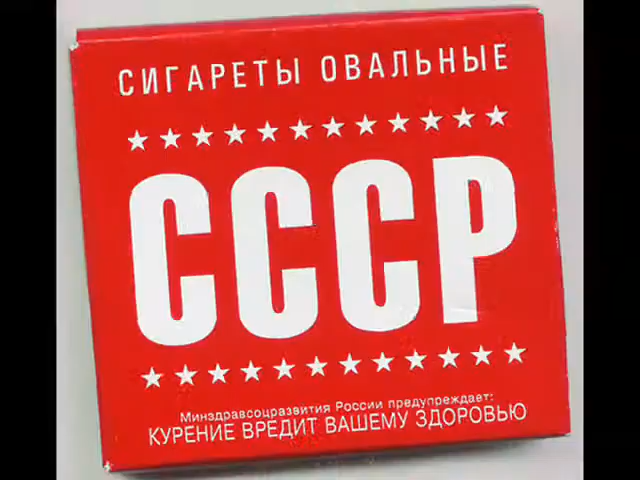 СИГАРЕТЫ ОВАЛЬНЫЕ
СССР
Минздравсоцразвития России предупреждает:
КУРЕНИЕ ВРЕДИТ ВАШЕМУ ЗДОРОВЬЮ